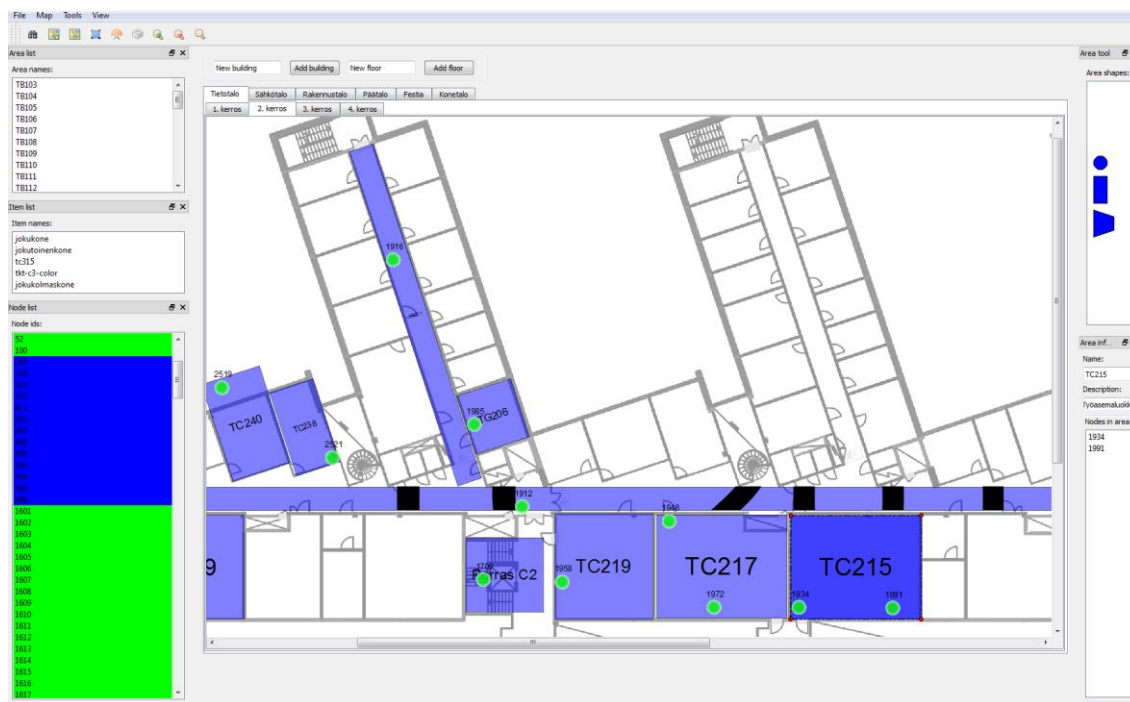 File Map Tools View
Area list
Area names:
TB103
TB104
TB105
TB106
TB107
TB108
TB109
TB110
TB111
TB112
Item list
Item names:
jokukone
jokutoinenkone
tc315
tkt-c3-color
jokukolmaskone
Node list
Node ids:
52
100
1601
1602
1603
1604
1605
1606
1607
1608
1609
1610
1611
1612
1613
1614
1615
1616
1617
New building Add building New floor Add floor
Tietotalo Sähkötalo Rakennustalo Päätalo Festia Konetalo
1. kerros 2. kerros 3. kerros 4. kerros
1916
2519
TC240
TC238
2521
1985
TG206
1912
1948
9
1709
Porras C2
1958
TC219
TC217
1972
TC215
1934
1991
Area tool
Area shapes:
Area inf...
Name:
TC215
Description:
Nodes in area
1934
1991